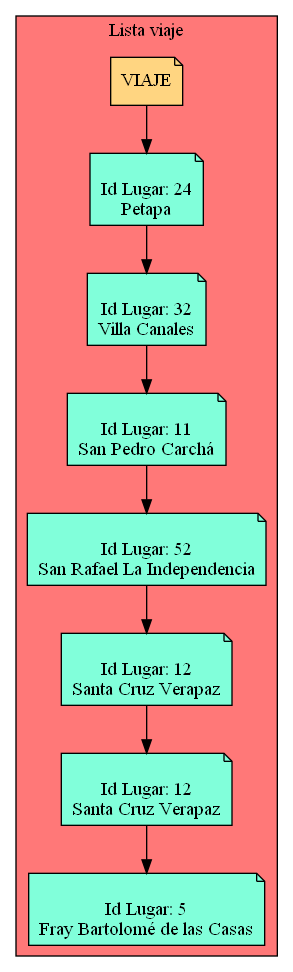 Lista viaje
VIAJE
Id Lugar: 24
Petapa
Id Lugar: 32
Villa Canales
Id Lugar: 11
San Pedro Carchá
Id Lugar: 52
San Rafael La Independencia
Id Lugar: 12
Santa Cruz Verapaz
Id Lugar: 12
Santa Cruz Verapaz
Id Lugar: 5
Fray Bartolomé de las Casas